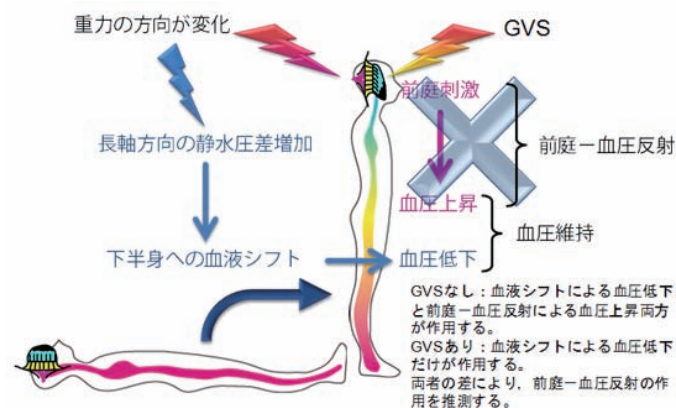 重力の方向が変化
GVS
前庭刺激
長軸方向の静水圧差増加
前庭－血圧反射
血圧上昇
血圧維持
下半身への血液シフト
血圧低下
GVSなし：血液シフトによる血圧低下
と前庭－血圧反射による血圧上昇両方
が作用する。
GVSあり：血液シフトによる血圧低下
だけが作用する。
両者の差により，前庭－血圧反射の作
用を推測する。